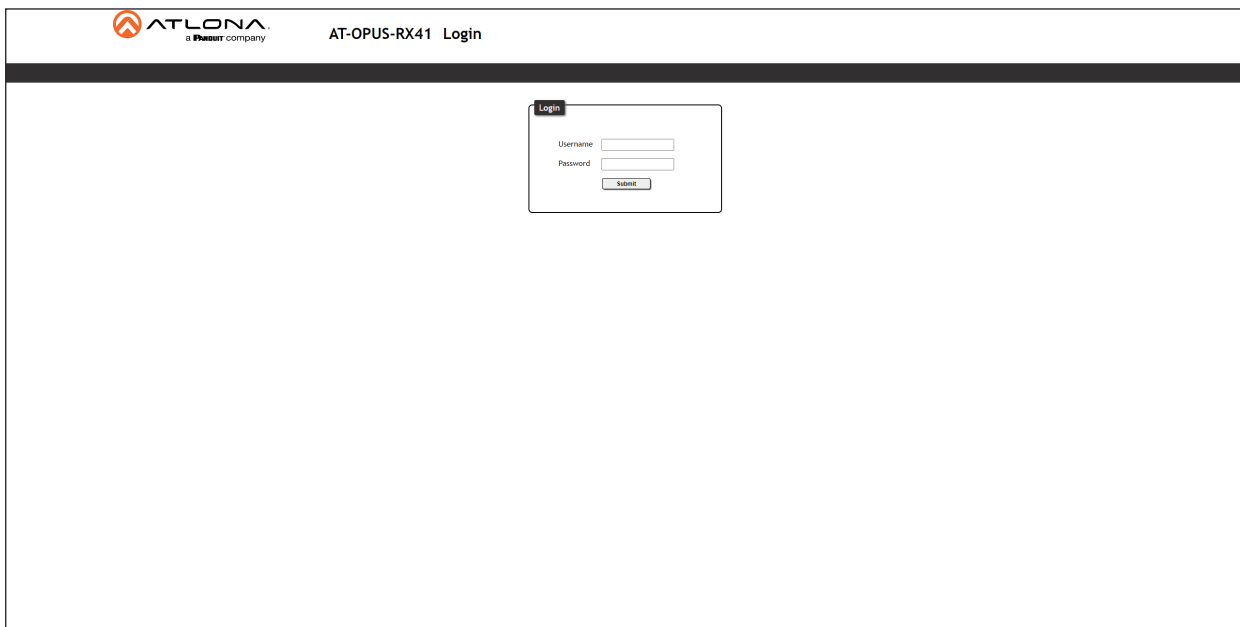 ATLONA.
a PANDUIT company
AT-OPUS-RX41 Login
Login
Username
Password
Submit